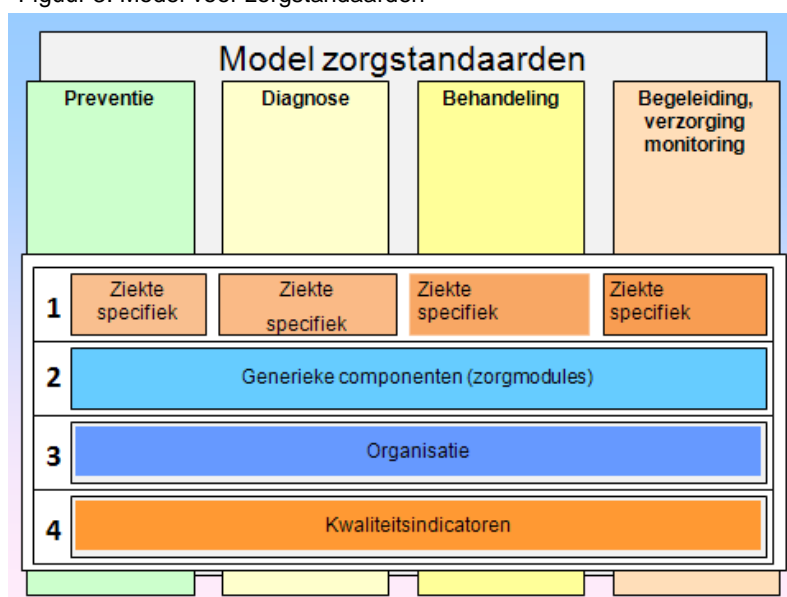 Model zorgstandaarden
Preventie
Diagnose
Behandeling
Begeleiding,
verzorging
monitoring
1
Ziekte
specifiek
Ziekte
specifiek
Ziekte
specifiek
Ziekte
specifiek
2
Generieke componenten (zorgmodules)
3
Organisatie
4
Kwaliteitsindicatoren